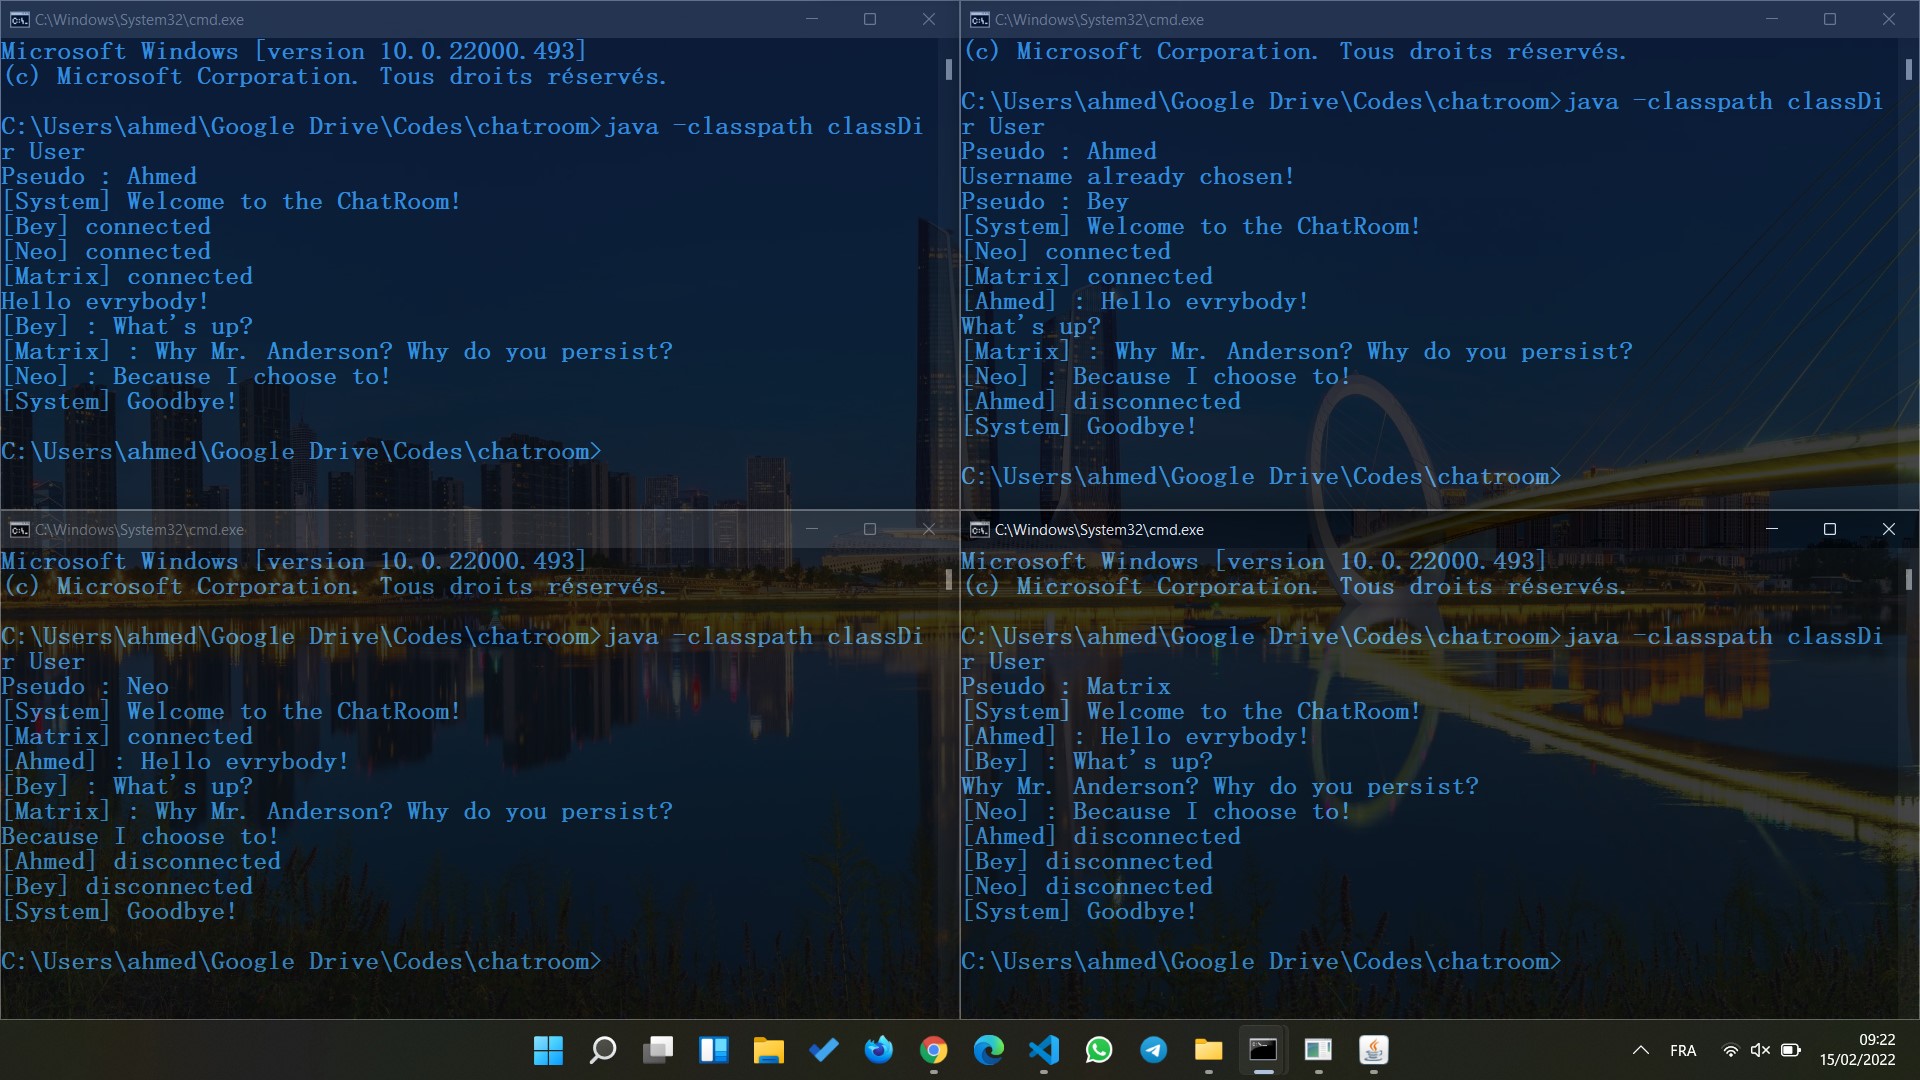 C:\Windows\System32\cmd.exe
Microsoft Windows [version 10.0.22000.493]
(c) Microsoft Corporation. Tous droits réservés.
C:\Users\ahmed\Google Drive\Codes\chatroom>java -classpath classDi
r User
Pseudo : Ahmed
[System] Welcome to the ChatRoom!
[Bey] connected
[Neo] connected
[Matrix] connected
Hello evrybody!
[Bey] : What's up?
[Matrix] : Why Mr. Anderson? Why do you persist?
[Neo] : Because I choose to!
[System] Goodbye!
C:\Users\ahmed\Google Drive\Codes\chatroom>
C:\Windows\System32\cmd.exe
(c) Microsoft Corporation. Tous droits réservés.
C:\Users\ahmed\Google Drive\Codes\chatroom>java -classpath classDi
r User
Pseudo : Ahmed
Username already chosen!
Pseudo : Bey
[System] Welcome to the ChatRoom!
[Neo] connected
[Matrix] connected
[Ahmed] : Hello evrybody!
What's up?
[Matrix] : Why Mr. Anderson? Why do you persist?
[Neo] : Because I choose to!
[Ahmed] disconnected
[System] Goodbye!
C:\Users\ahmed\Google Drive\Codes\chatroom>
C:\Windows\System32\cmd.exe
Microsoft Windows [version 10.0.22000.493]
(c) Microsoft Corporation. Tous droits réservés.
C:\Users\ahmed\Google Drive\Codes\chatroom>java -classpath classDi
r User
Pseudo : Neo
[System] Welcome to the ChatRoom!
[Matrix] connected
[Ahmed] : Hello evrybody!
[Bey] : What's up?
[Matrix] : Why Mr. Anderson? Why do you persist?
Because I choose to!
[Ahmed] disconnected
[Bey] disconnected
[System] Goodbye!
C:\Users\ahmed\Google Drive\Codes\chatroom>
C:\Windows\System32\cmd.exe
Microsoft Windows [version 10.0.22000.493]
(c) Microsoft Corporation. Tous droits réservés.
C:\Users\ahmed\Google Drive\Codes\chatroom>java -classpath classDi
r User
Pseudo : Matrix
[System] Welcome to the ChatRoom!
[Ahmed] : Hello evrybody!
[Bey] : What's up?
Why Mr. Anderson? Why do you persist?
[Neo] : Because I choose to!
[Ahmed] disconnected
[Bey] disconnected
[Neo] disconnected
[System] Goodbye!
C:\Users\ahmed\Google Drive\Codes\chatroom>
FRA
09:22
15/02/2022